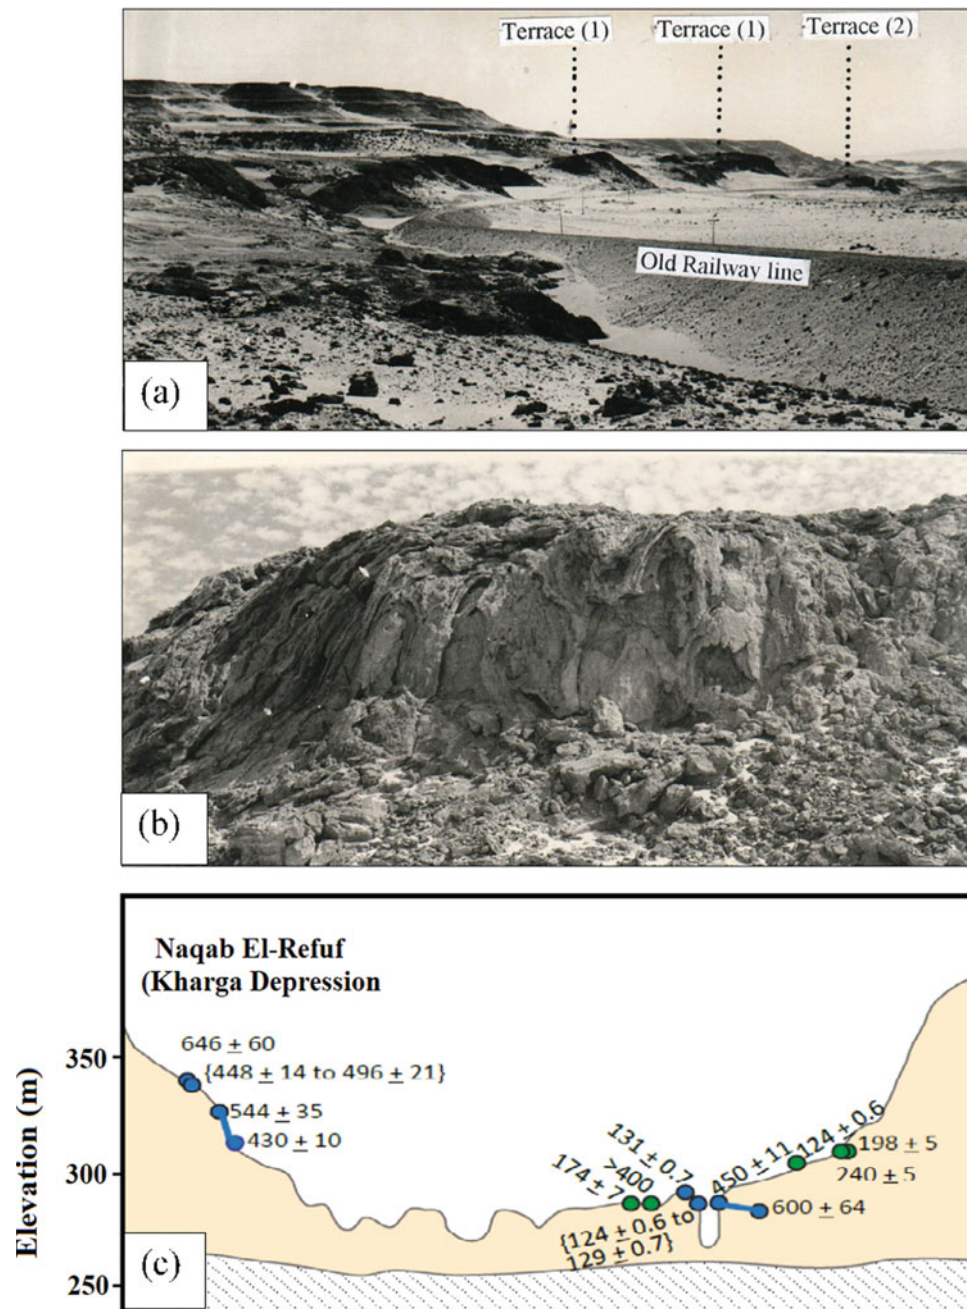 Terrace (1)
Terrace (1)
Terrace (2)
Old Railway line
(a)
(b)
Naqab El-Refuf
(Kharga Depression
Elevation (m)
350
300
250
646 ± 60
{448 ± 14 to 496 ± 21}
544 ± 35
430 ± 10
174 ± 7
>400
131 ± 0.7
{124 ± 0.6 to
129 ± 0.7}
450 ± 11
124 ± 0.6
198 ± 5
240 ± 5
600 ± 64
(c)